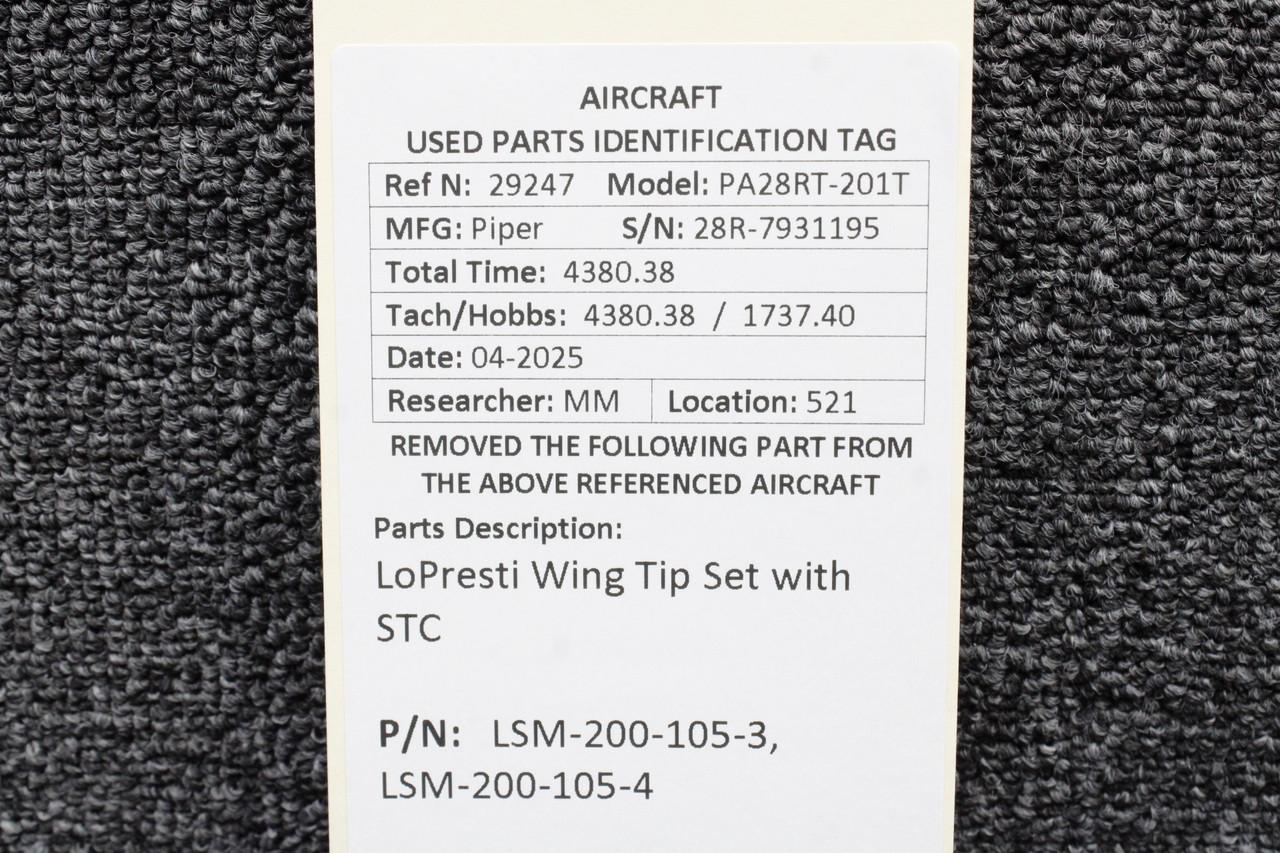 AIRCRAFT
USED PARTS IDENTIFICATION TAG
Ref N: 29247 Model: PA28RT-201T
MFG: Piper S/N: 28R-7931195
Total Time: 4380.38
Tach/Hobbs: 4380.38 / 1737.40
Date: 04-2025
Researcher: MM Location: 521
REMOVED THE FOLLOWING PART FROM
THE ABOVE REFERENCED AIRCRAFT
Parts Description:
LoPresti Wing Tip Set with
STC
P/N: LSM-200-105-3,
LSM-200-105-4